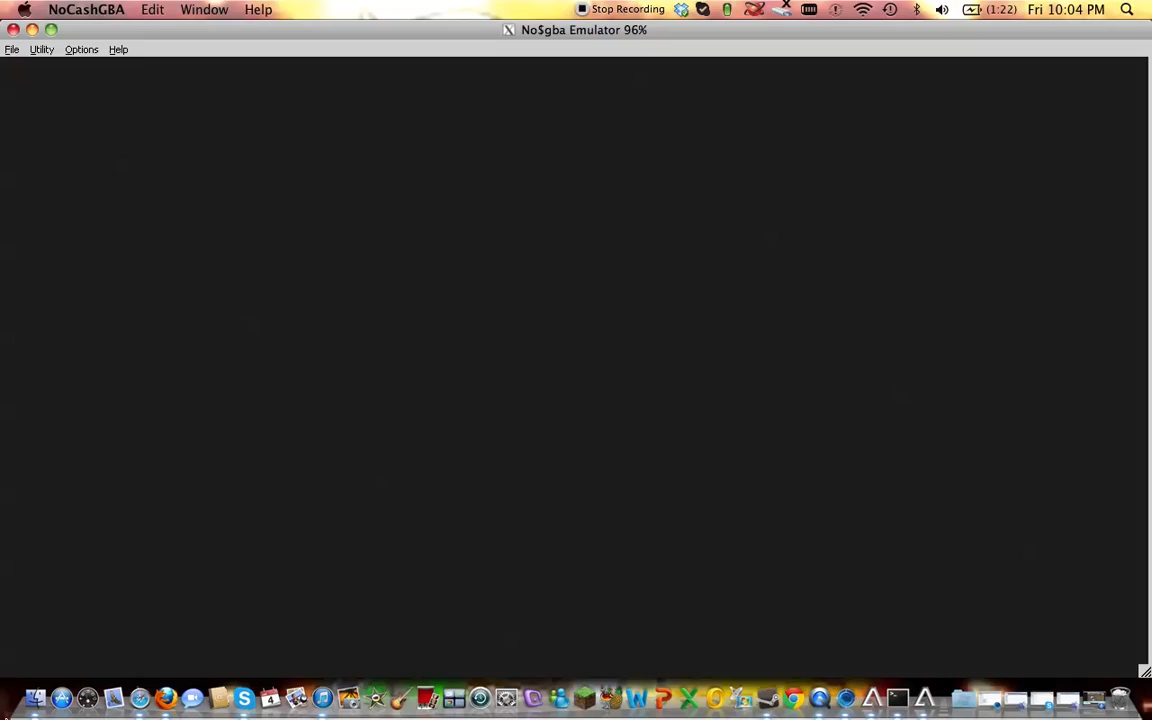 NoCashGBA Edit Window Help Stop Recording (1:22) Fri 10:04 PM
No$gba Emulator 96%
File Utility Options Help